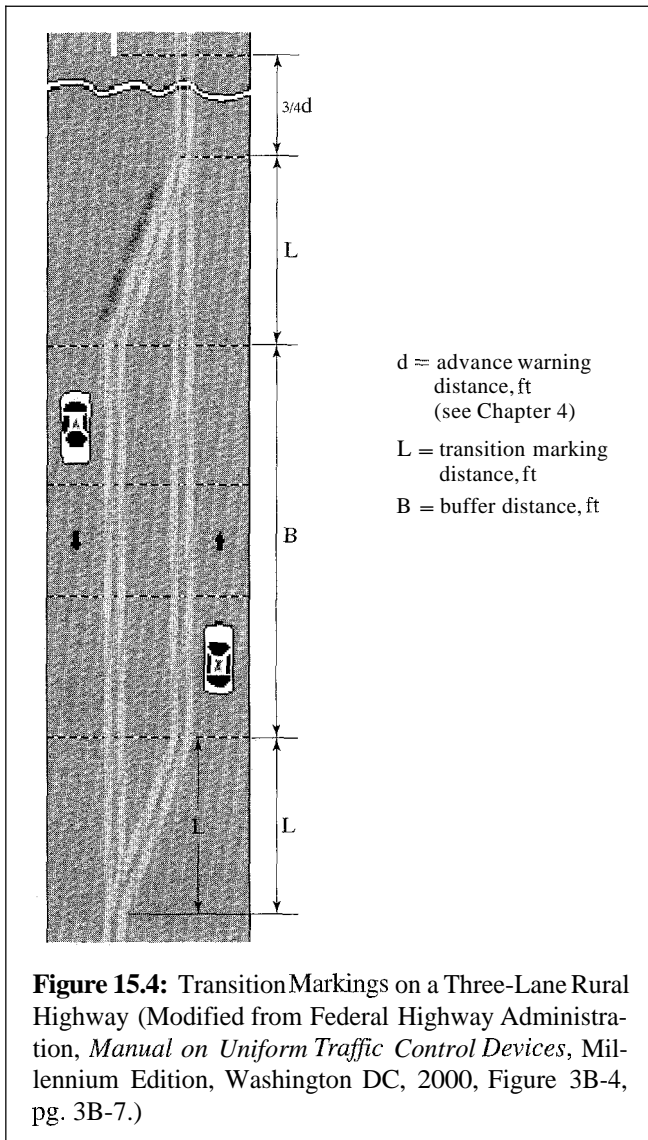 3/4d
L
d = advance warning
distance, ft
(see Chapter 4)
L = transition marking
distance, ft
B = buffer distance, ft
B
L
L
Figure 15.4: Transition Markings on a Three-Lane Rural
Highway (Modified from Federal Highway Administra-
tion, Manual on Uniform Traffic Control Devices, Mil-
lennium Edition, Washington DC, 2000, Figure 3B-4,
pg. 3B-7.)